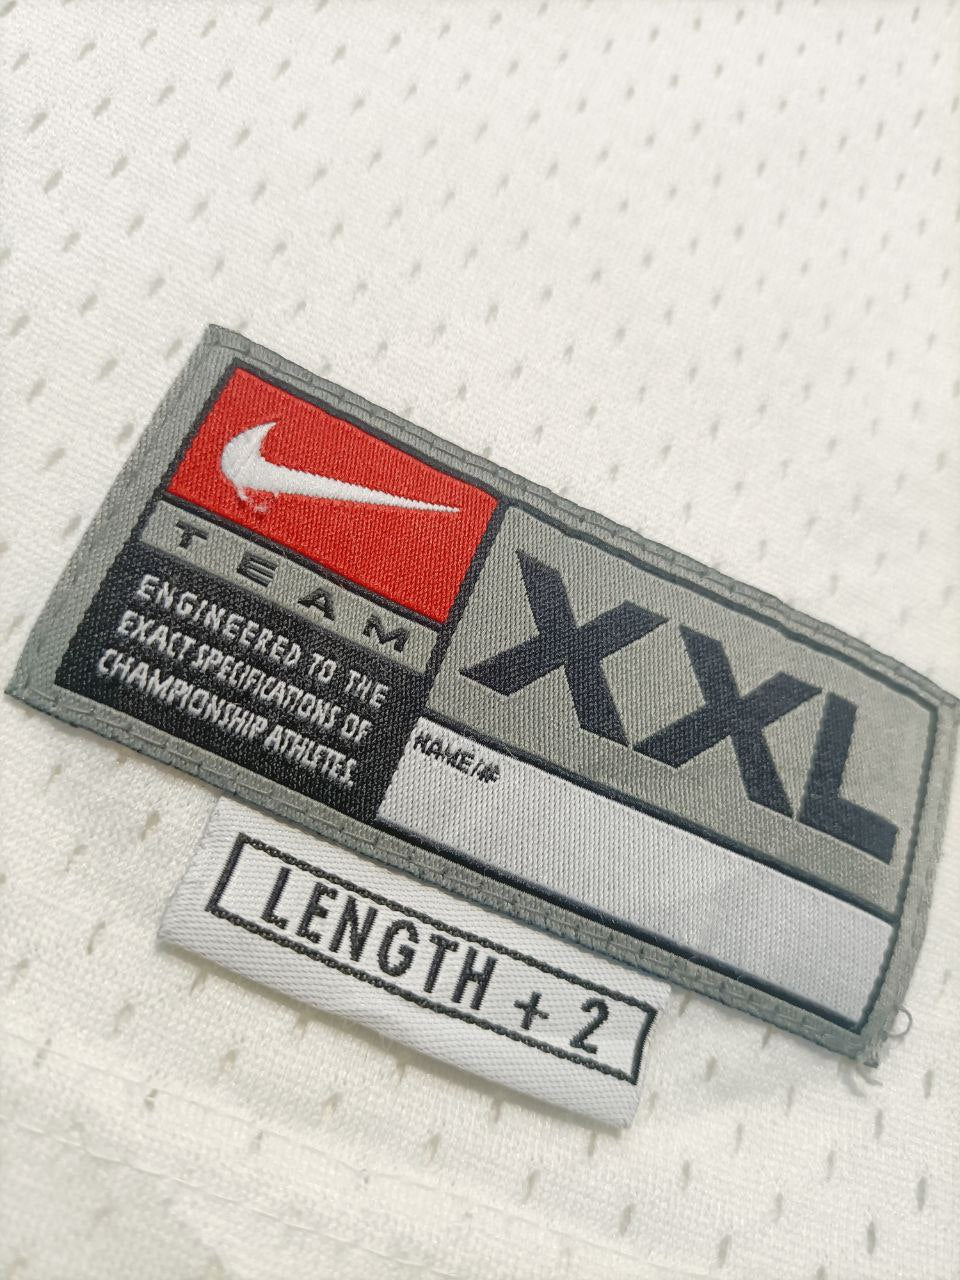 TEAM
ENGINEERED TO THE
EXACT SPECIFICATIONS OF
CHAMPIONSHIP ATHLETES.
XXL
NAME/#
LENGTH + 2